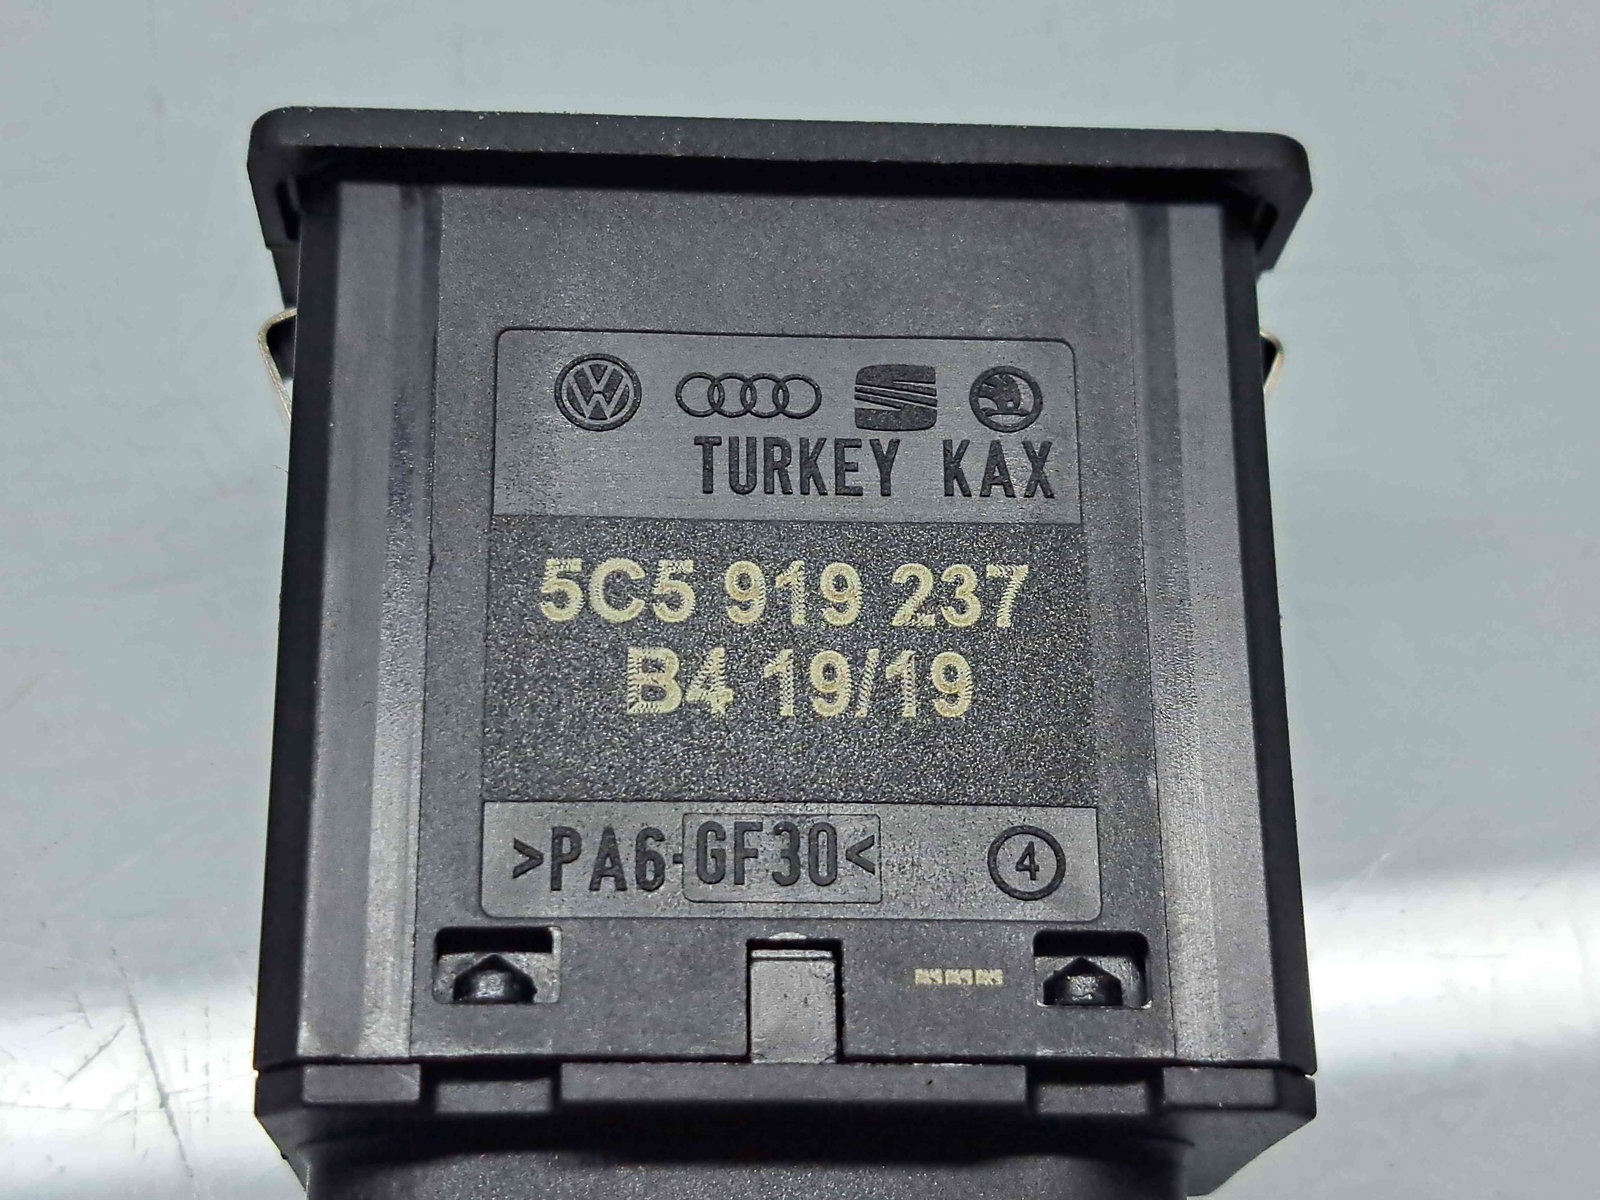 TURKEY KAX
5C5 919 237
B4 19/19
>PA6-GF30<
4